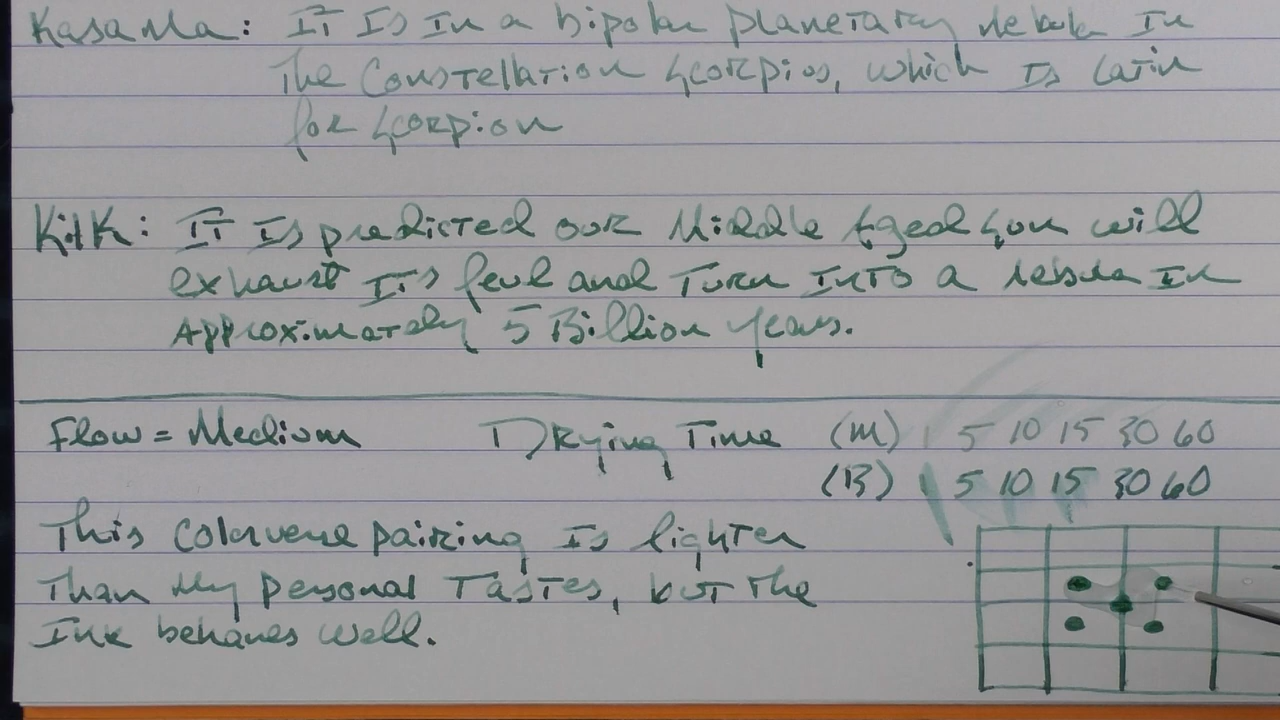 Kasama: It Is In a bipolar planetary nebula In
The Constellation Scorpius, which Is Latin
for Scorpion
KitK: It Is predicted our Middle Aged Sun will
exhaust Its feul and Turn Into a nebula In
Approximately 5 Billion years.
Flow = Medium Drying Time (M) 1 5 10 15 30 60
(B) 1 5 10 15 30 60
This Colorverse pairing Is lighter
Than My personal Tastes, but The
Ink behaves well.